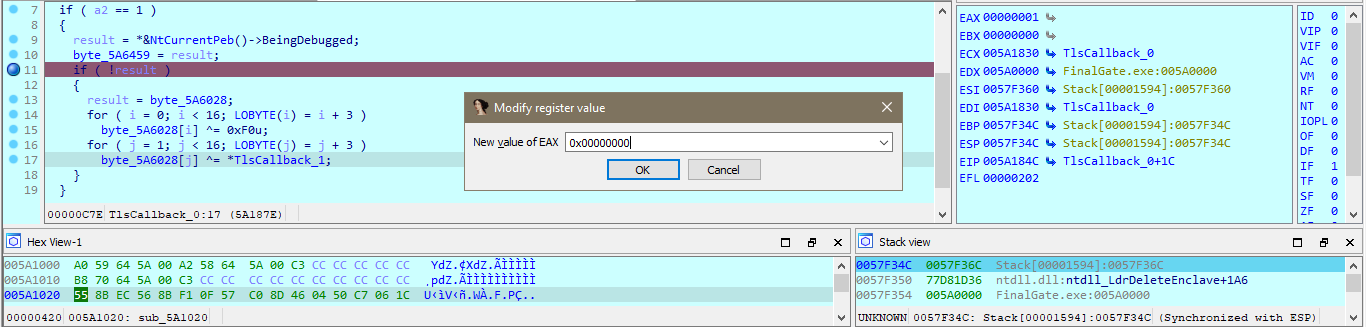 7 if ( a2 == 1 )
8 {
9 result = *&NtCurrentPeb()->BeingDebugged;
10 byte_5A6459 = result;
11 if ( !result )
12 {
13 result = byte_5A6028;
14 for ( i = 0; i < 16; LOBYTE(i) = i + 3 )
15 byte_5A6028[i] ^= 0xF0u;
16 for ( j = 1; j < 16; LOBYTE(j) = j + 3 )
17 byte_5A6028[j] ^= *TlsCallback_1;
18 }
19 }
00000C7E TlsCallback_0:17 (5A187E)
Modify register value
New value of EAX 0x00000000
OK Cancel
EAX 00000001
EBX 00000000
ECX 005A1830 TlsCallback_0
EDX 005A0000 FinalGate.exe:005A0000
ESI 0057F360 Stack[00001594]:0057F360
EDI 005A1830 TlsCallback_0
EBP 0057F34C Stack[00001594]:0057F34C
ESP 0057F34C Stack[00001594]:0057F34C
EIP 005A184C TlsCallback_0+1C
EFL 00000202
ID 0
VIP 0
VIF 0
AC 0
VM 0
RF 0
NT 0
IOPL 0
OF 0
DF 0
IF 1
TF 0
SF 0
ZF 0
Hex View-1
005A1000 A0 59 64 5A 00 A2 58 64 5A 00 C3 CC CC CC CC CC YdZ.¢XdZ.ÃÌÌÌÌÌ
005A1010 B8 70 64 5A 00 C3 CC CC CC CC CC CC CC CC CC CC ¸pdZ.ÃÌÌÌÌÌÌÌÌÌÌ
005A1020 55 8B EC 56 8B F1 0F 57 C0 8D 46 04 50 C7 06 1C U‹ìV‹ñ.WÀ.F.PÇ..
00000420 005A1020: sub_5A1020
Stack view
0057F34C 0057F36C Stack[00001594]:0057F36C
0057F350 77D81D36 ntdll.dll:ntdll_LdrDeleteEnclave+1A6
0057F354 005A0000 FinalGate.exe:005A0000
UNKNOWN 0057F34C: Stack[00001594]:0057F34C (Synchronized with ESP)